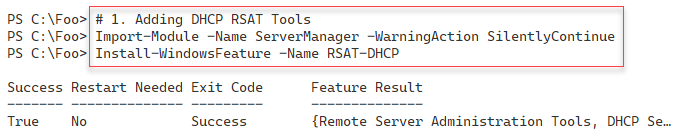 PS C:\Foo> # 1. Adding DHCP RSAT Tools
PS C:\Foo> Import-Module -Name ServerManager -WarningAction SilentlyContinue
PS C:\Foo> Install-WindowsFeature -Name RSAT-DHCP
Success Restart Needed Exit Code      Feature Result
------- -------------- ---------      --------------
True    No             Success        {Remote Server Administration Tools, DHCP Se…